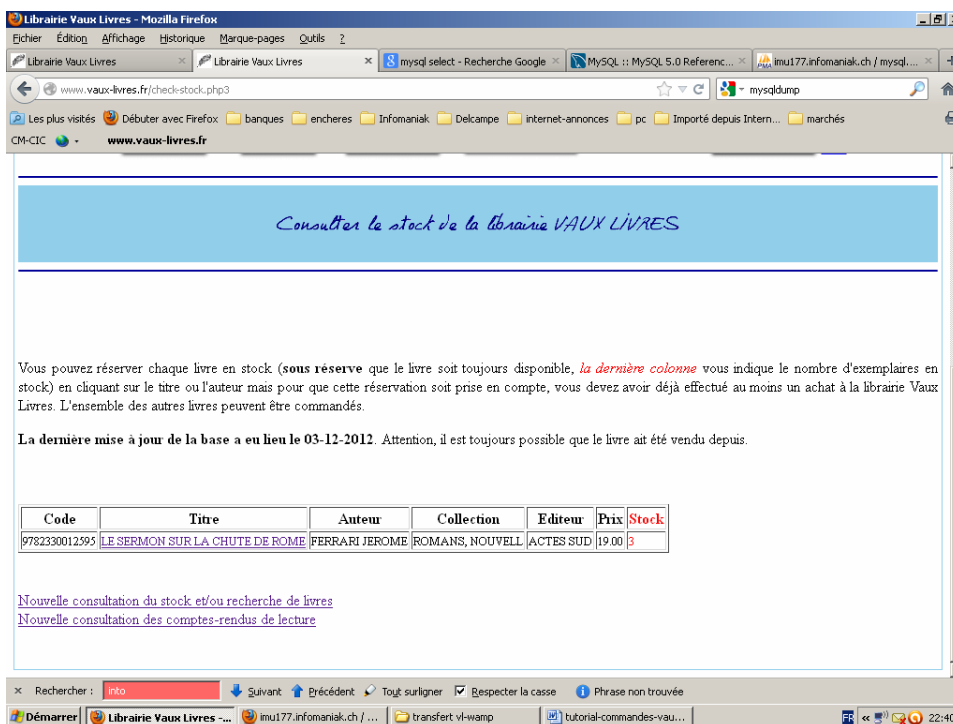 Librairie Vaux Livres - Mozilla Firefox
Fichier Édition Affichage Historique Marque-pages Outils ?
Librairie Vaux Livres × Librairie Vaux Livres × mysql select - Recherche Google × MySQL :: MySQL 5.0 Referenc... × imu177.infomaniak.ch / mysql.... ×
www.vaux-livres.fr/check-stock.php3 mysqldump
Les plus visités Débuter avec Firefox banques encheres Infomaniak Delcampe internet-annonces pc Importé depuis Intern... marchés
CM-CIC www.vaux-livres.fr
Consulter le stock de la librairie VAUX LIVRES
Vous pouvez réserver chaque livre en stock (sous réserve que le livre soit toujours disponible, la dernière colonne vous indique le nombre d'exemplaires en
stock) en cliquant sur le titre ou l'auteur mais pour que cette réservation soit prise en compte, vous devez avoir déjà effectué au moins un achat à la librairie Vaux
Livres. L'ensemble des autres livres peuvent être commandés.
La dernière mise à jour de la base a eu lieu le 03-12-2012. Attention, il est toujours possible que le livre ait été vendu depuis.
Code Titre Auteur Collection Editeur Prix Stock
9782330012595 LE SERMON SUR LA CHUTE DE ROME FERRARI JEROME ROMANS, NOUVELL ACTES SUD 19.00 3
Nouvelle consultation du stock et/ou recherche de livres
Nouvelle consultation des comptes-rendus de lecture
× Rechercher : into Suivant Précédent Tout surligner Respecter la casse Phrase non trouvée
Démarrer Librairie Vaux Livres -... imu177.infomaniak.ch / ... transfert vl-wamp tutorial-commandes-vau... FR « 22:40